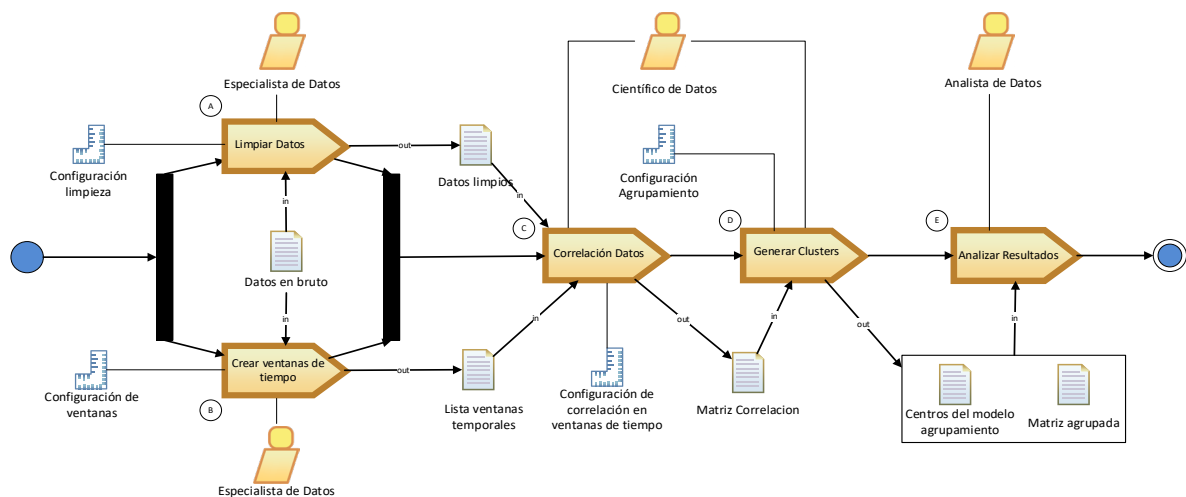 Especialista de Datos
Científico de Datos
Analista de Datos
A
Limpiar Datos
out
Configuración
limpieza
Datos limpios
Configuración
Agrupamiento
in
in
C
D
E
Correlación Datos
Generar Clusters
Analizar Resultados
Datos en bruto
in
in
out
in
out
in
Crear ventanas de
tiempo
out
Configuración de
ventanas
B
Lista ventanas
temporales
Configuración de
correlación en
ventanas de tiempo
Matriz Correlacion
Centros del modelo
agrupamiento
Matriz agrupada
Especialista de Datos